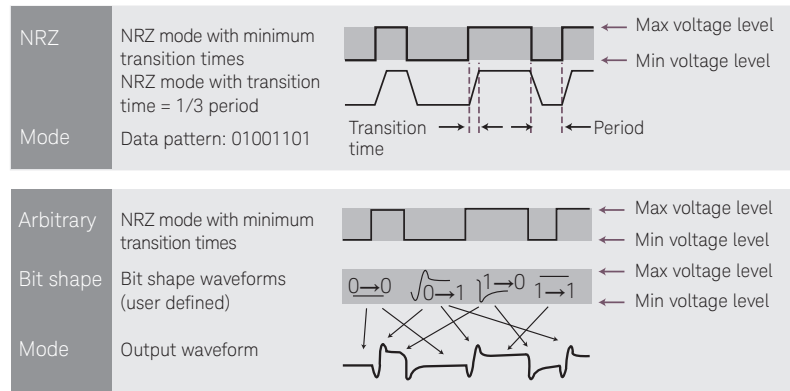 NRZ
NRZ mode with minimum
transition times
NRZ mode with transition
time = 1/3 period
Mode
Data pattern: 01001101
Max voltage level
Min voltage level
Transition
time
Period
Arbitrary
NRZ mode with minimum
transition times
Max voltage level
Min voltage level
Bit shape
Bit shape waveforms
(user defined)
0→0
0→1
1→0
1→1
Max voltage level
Min voltage level
Mode
Output waveform